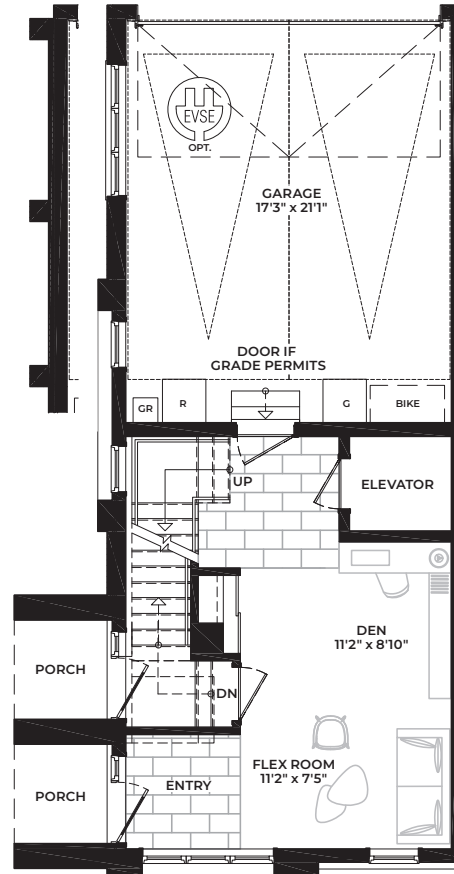 EVSE
OPT.
GARAGE
17'3" x 21'1"
DOOR IF
GRADE PERMITS
GR
R
G
BIKE
UP
ELEVATOR
DEN
11'2" x 8'10"
PORCH
DN
FLEX ROOM
11'2" x 7'5"
ENTRY
PORCH